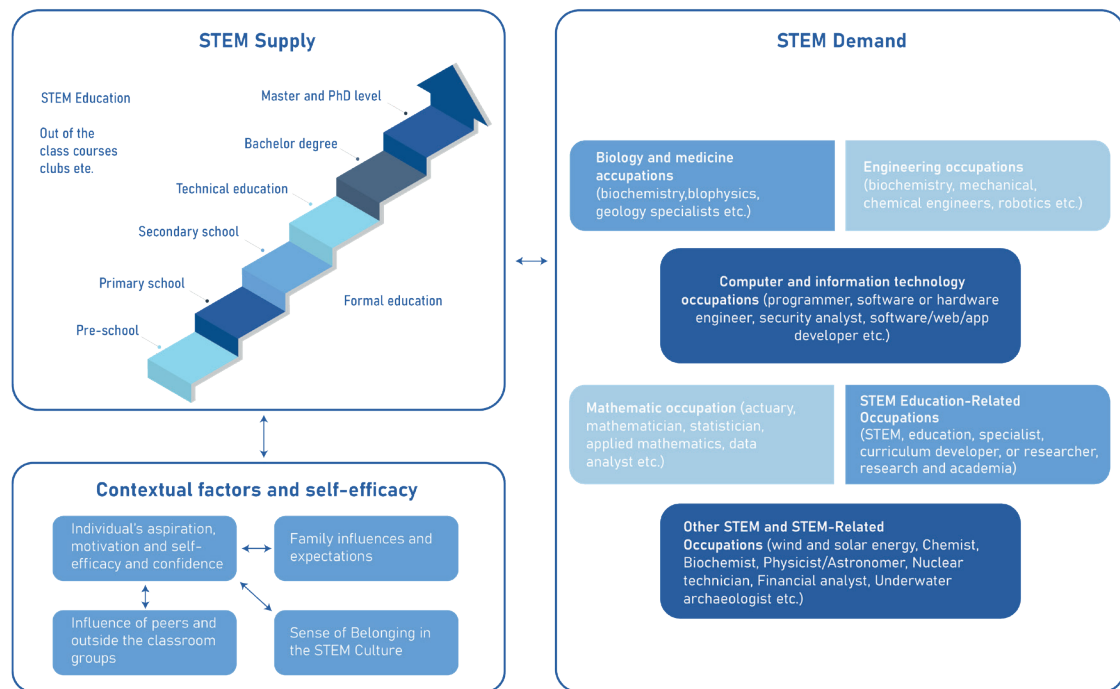 STEM Supply
STEM Education
Out of the
class courses
clubs ete.
Master and PhD level
Bachelor degree
Technical education
Secondary school
Primary school
Pre-school
Formal education
Contextual factors and self-efficacy
Individual's aspiration,
motivation and self-
efficacy and confidence
Family influences and
expectations
Influence of peers and
outside the classroom
groups
Sense of Belonging in
the STEM Culture
STEM Demand
Biology and medicine
accupations
(biochemistry,blophysics,
geology specialists etc.)
Engineering occupations
(biochemistry, mechanical,
chemical engineers, robotics etc.)
Computer and information technology
occupations (programmer, software or hardware
engineer, security analyst, software/web/app
developer etc.)
Mathematic occupation (actuary,
mathematician, statistician,
applied mathematics, data
analyst etc.)
STEM Education-Related
Occupations
(STEM, education, specialist,
curriculum developer, or researcher,
research and academia)
Other STEM and STEM-Related
Occupations (wind and solar energy, Chemist,
Biochemist, Physicist/Astronomer, Nuclear
technician, Financial analyst, Underwater
archaeologist etc.)